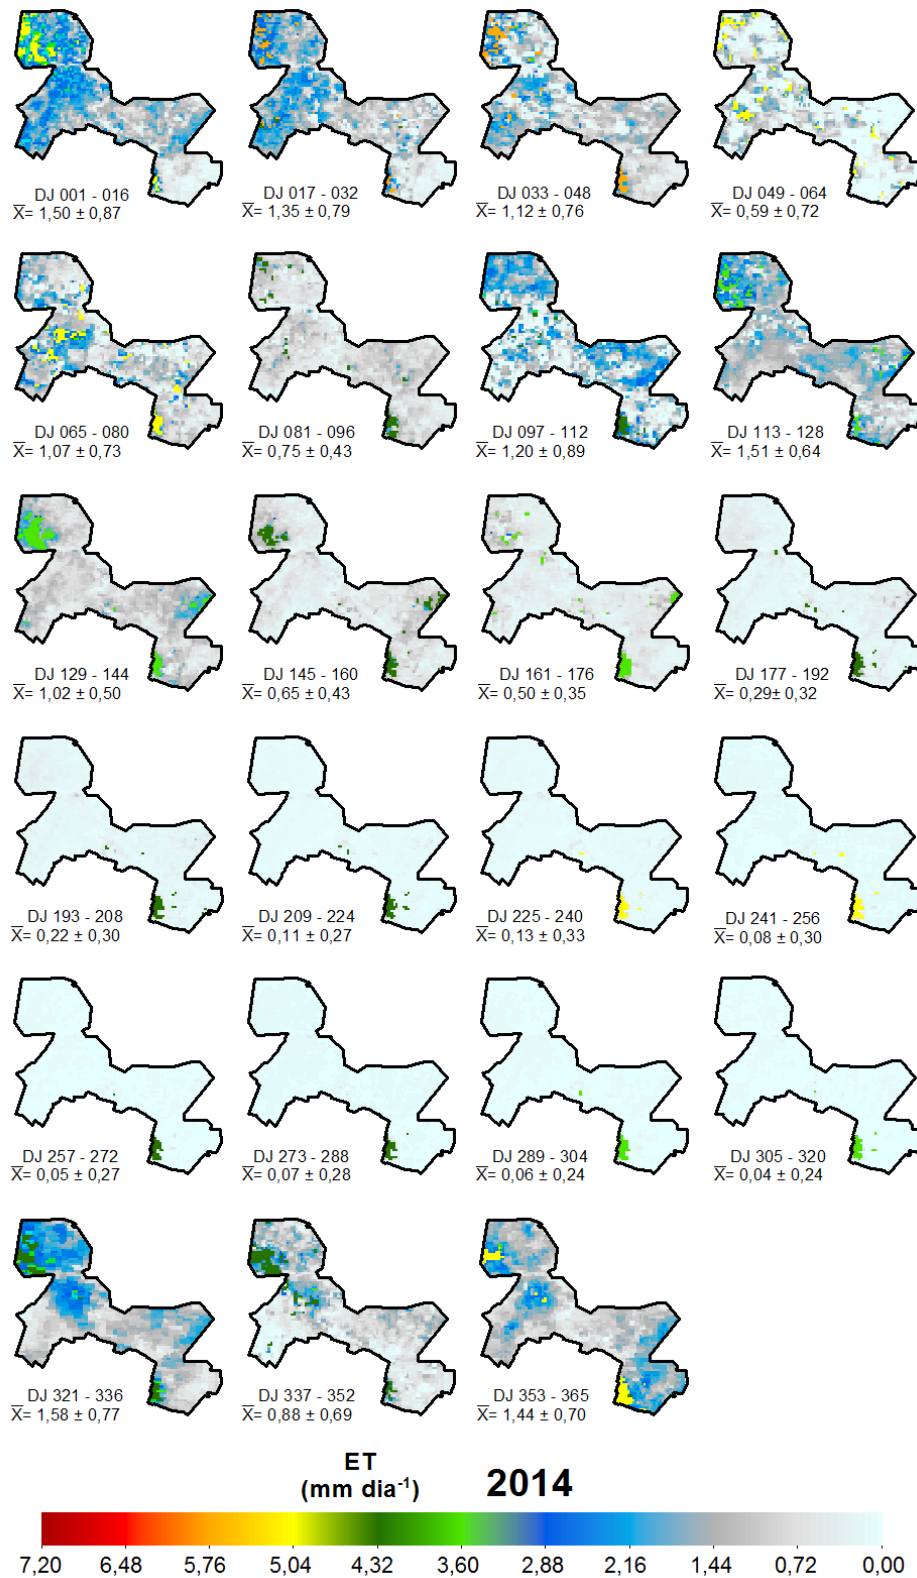 DJ 001 - 016
X̅= 1,50 ± 0,87
DJ 017 - 032
X̅= 1,35 ± 0,79
DJ 033 - 048
X̅= 1,12 ± 0,76
DJ 049 - 064
X̅= 0,59 ± 0,72
DJ 065 - 080
X̅= 1,07 ± 0,73
DJ 081 - 096
X̅= 0,75 ± 0,43
DJ 097 - 112
X̅= 1,20 ± 0,89
DJ 113 - 128
X̅= 1,51 ± 0,64
DJ 129 - 144
X̅= 1,02 ± 0,50
DJ 145 - 160
X̅= 0,65 ± 0,43
DJ 161 - 176
X̅= 0,50 ± 0,35
DJ 177 - 192
X̅= 0,29± 0,32
DJ 193 - 208
X̅= 0,22 ± 0,30
DJ 209 - 224
X̅= 0,11 ± 0,27
DJ 225 - 240
X̅= 0,13 ± 0,33
DJ 241 - 256
X̅= 0,08 ± 0,30
DJ 257 - 272
X̅= 0,05 ± 0,27
DJ 273 - 288
X̅= 0,07 ± 0,28
DJ 289 - 304
X̅= 0,06 ± 0,24
DJ 305 - 320
X̅= 0,04 ± 0,24
DJ 321 - 336
X̅= 1,58 ± 0,77
DJ 337 - 352
X̅= 0,88 ± 0,69
DJ 353 - 365
X̅= 1,44 ± 0,70
ET
(mm dia⁻¹) 2014
7,20 6,48 5,76 5,04 4,32 3,60 2,88 2,16 1,44 0,72 0,00